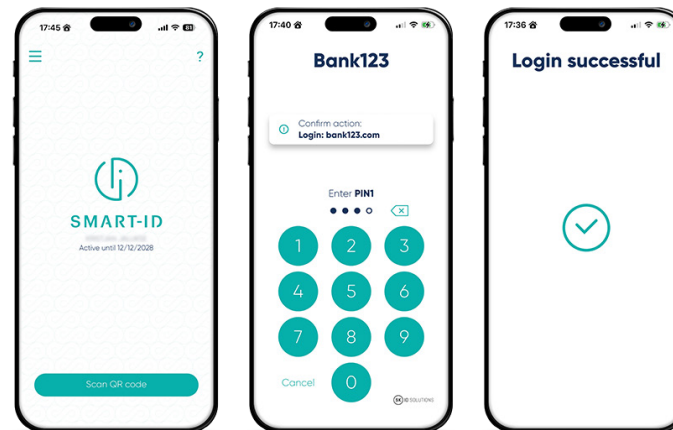 17:45
81
?
SMART-ID
Active until 12/12/2028
Scan QR code
17:40
Bank123
Confirm action:
Login: bank123.com
Enter PIN1
1 2 3
4 5 6
7 8 9
Cancel 0
SK ID SOLUTIONS
17:36
Login successful